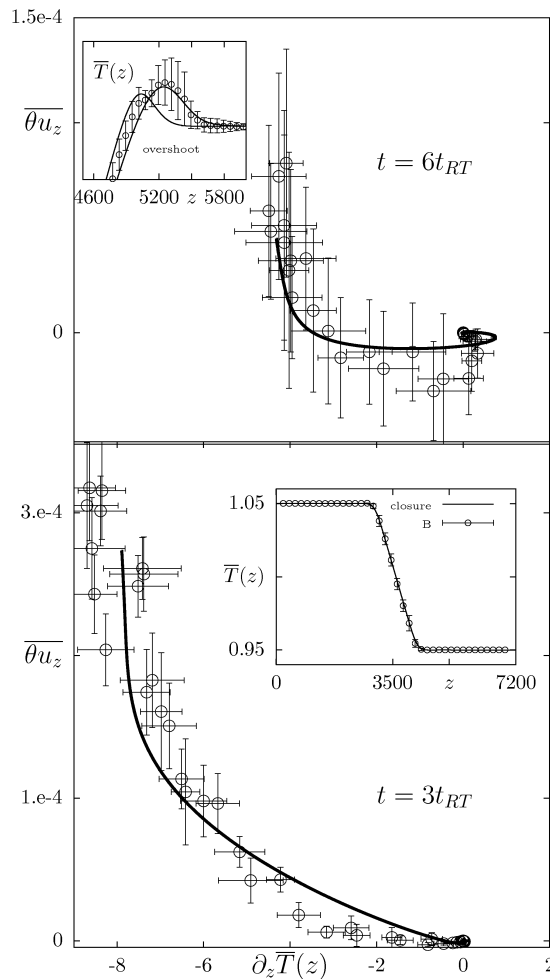 1.5e-4
T̅(z)
θu_z
overshoot
t = 6t_RT
4600 5200 z 5800
0
3.e-4
1.05
closure
B
T̅(z)
θu_z
0.95
0 3500 z 7200
1.e-4
t = 3t_RT
0
-8 -6 -4 -2 0 2
∂_z T̅(z)